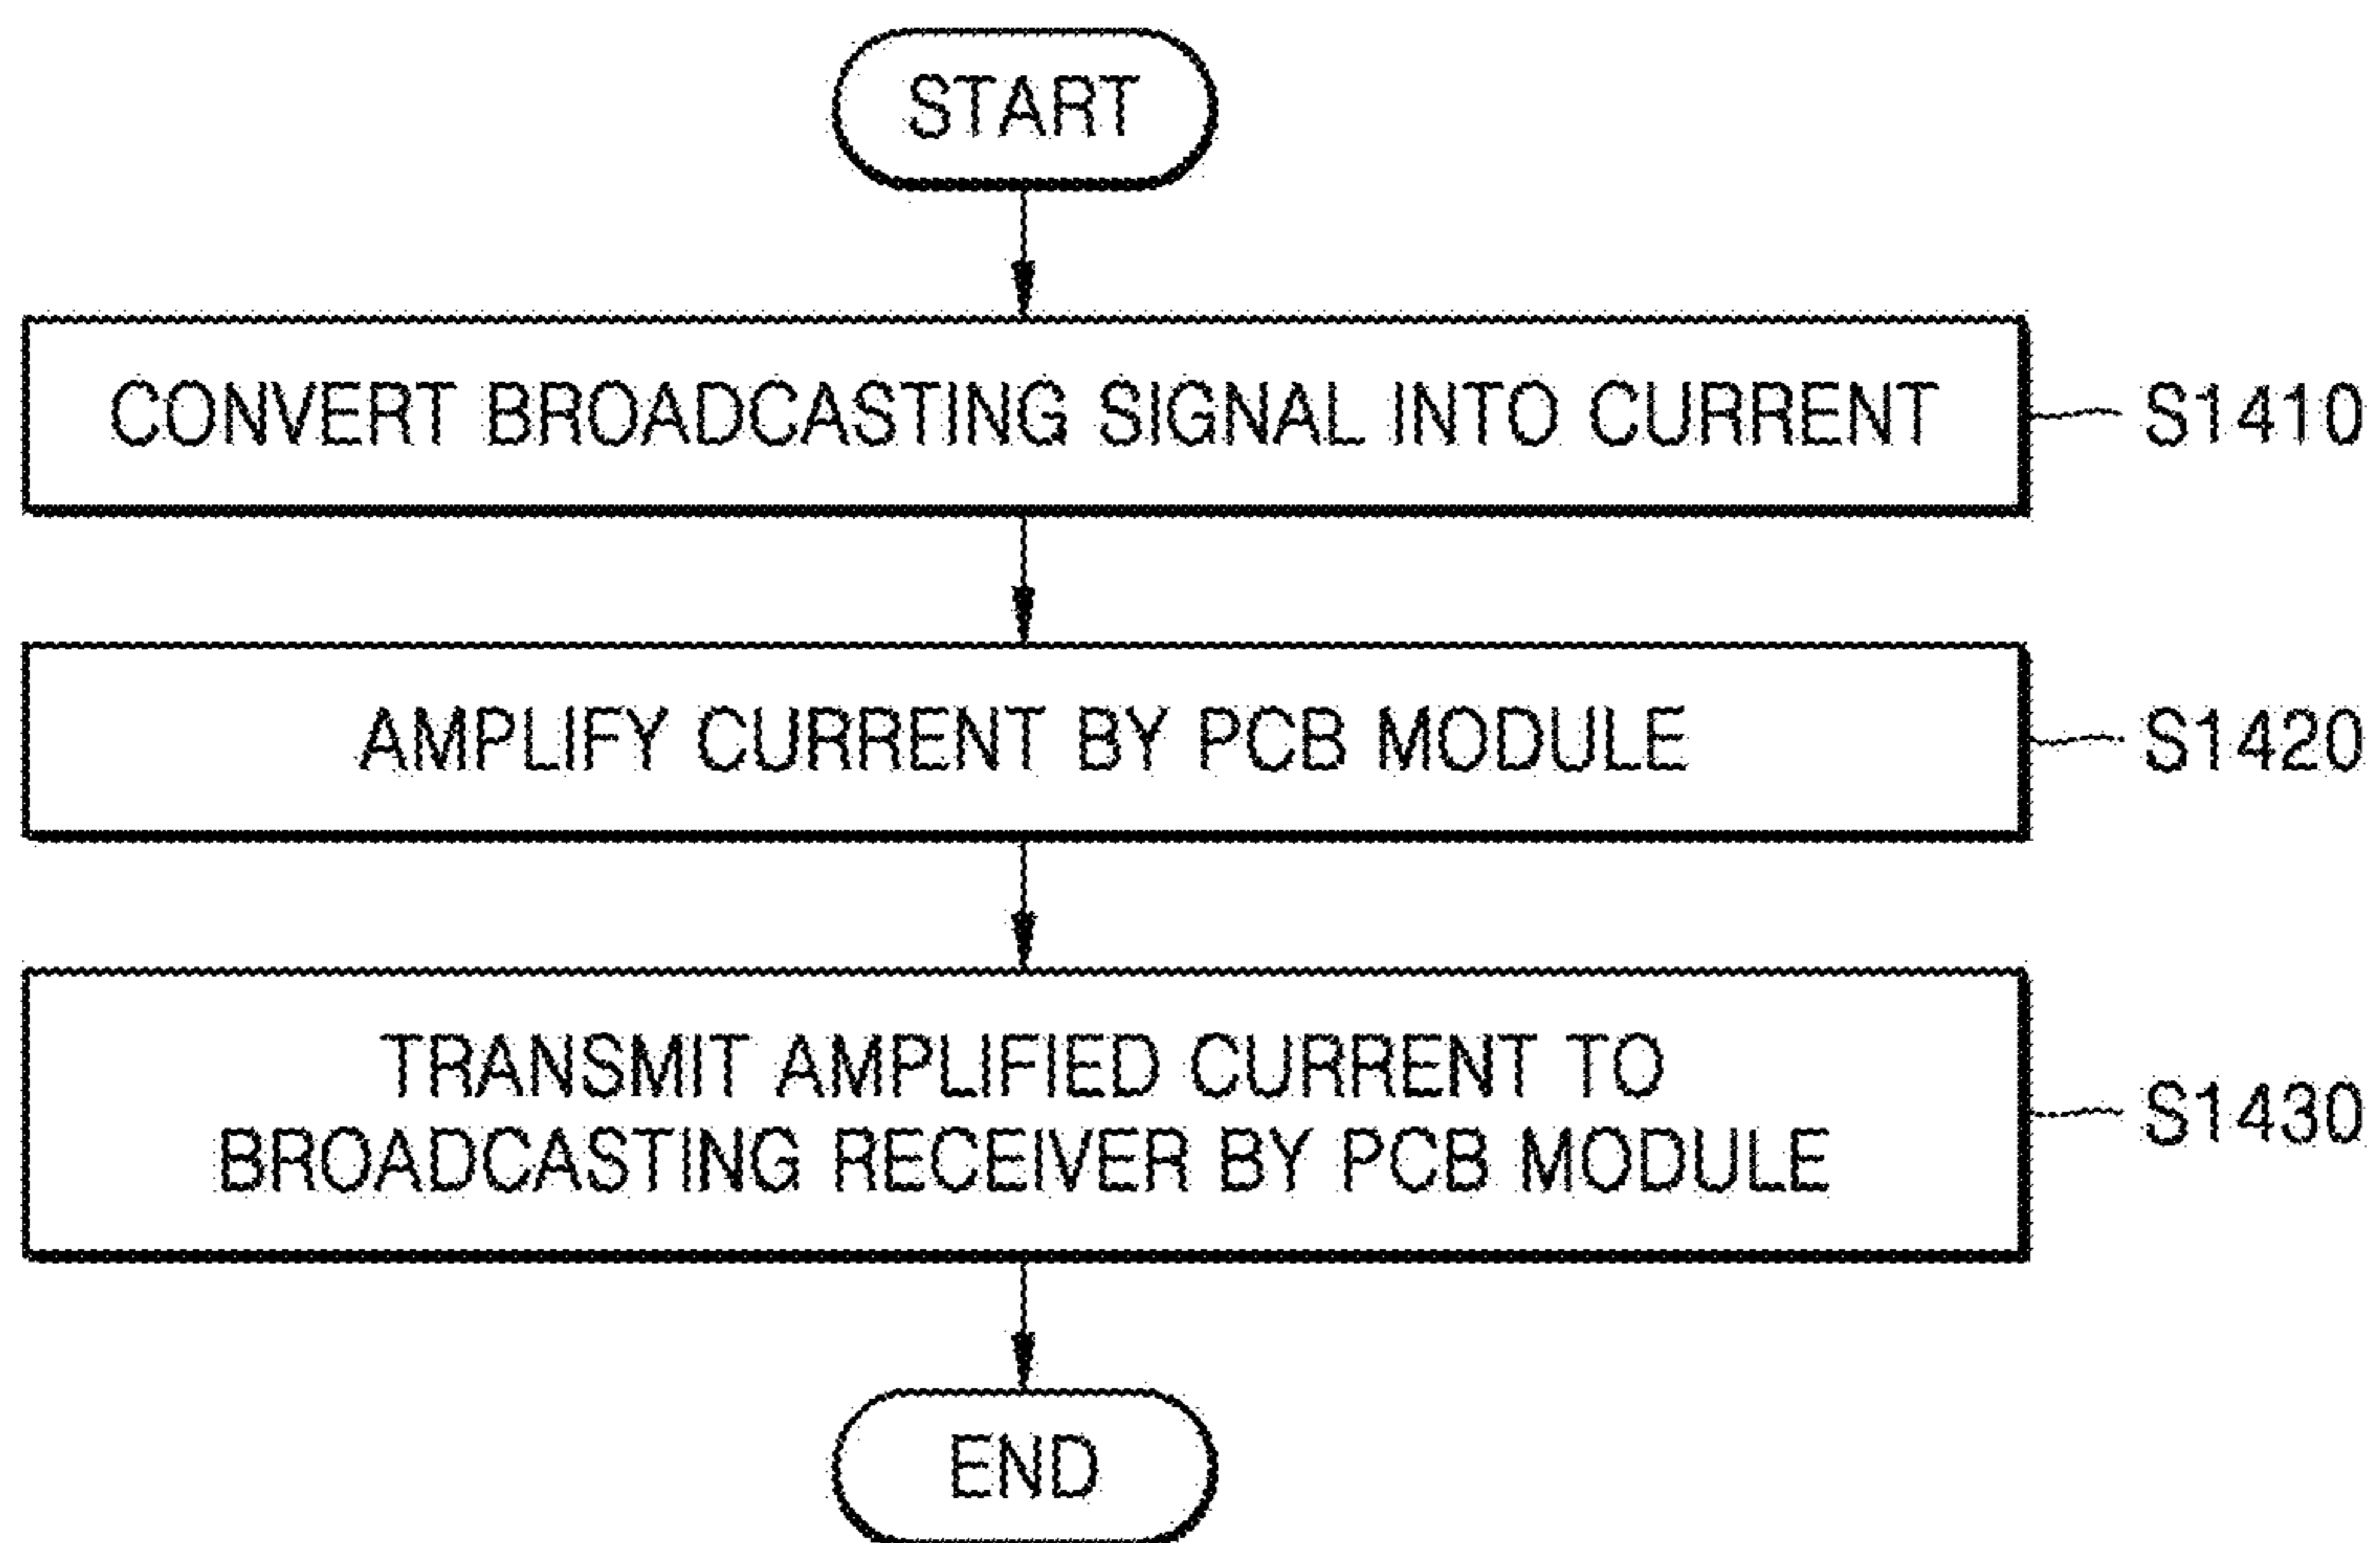 START
CONVERT BROADCASTING SIGNAL INTO CURRENT
S1410
AMPLIFY CURRENT BY PCB MODULE
S1420
TRANSMIT AMPLIFIED CURRENT TO
BROADCASTING RECEIVER BY PCB MODULE
S1430
END